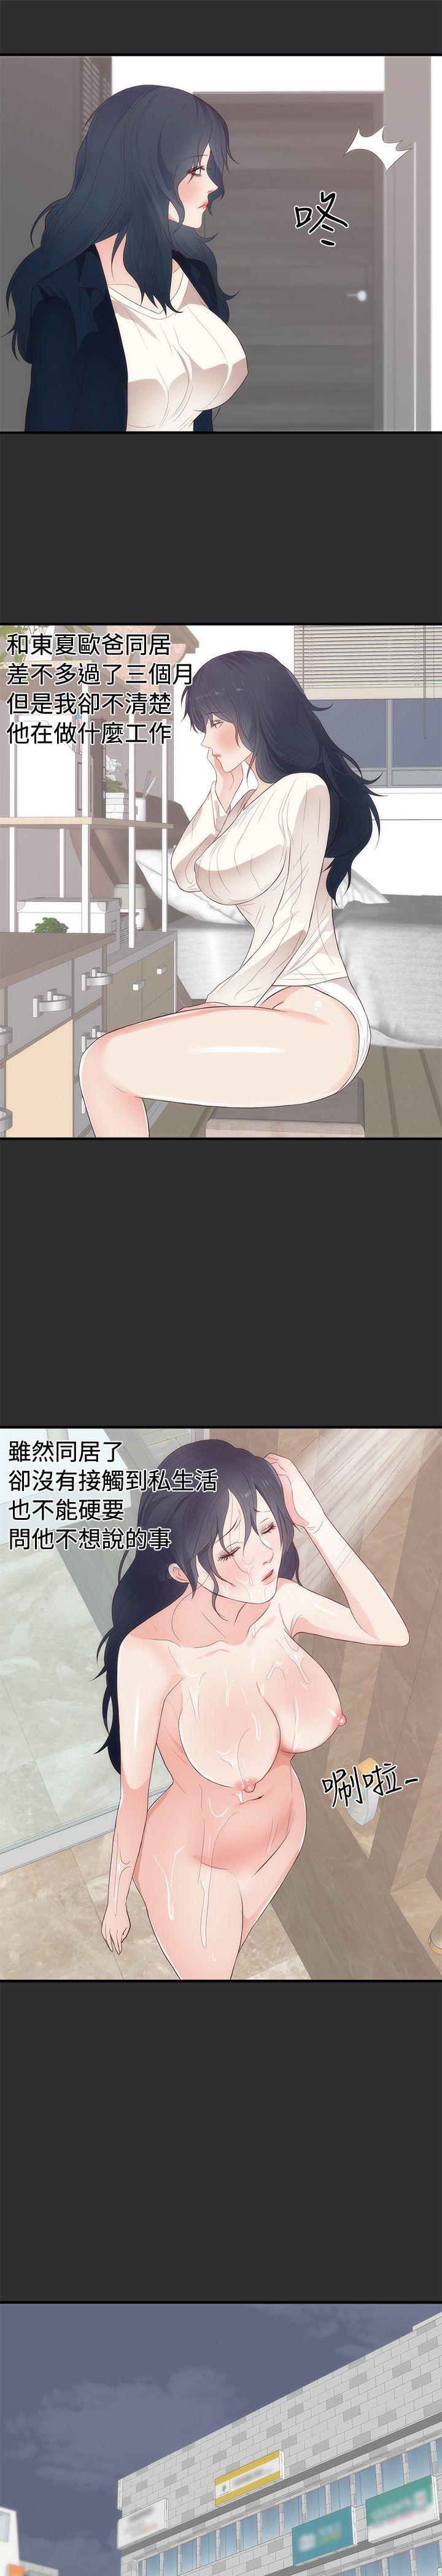 咚
和東夏歐爸同居
差不多過了三個月
但是我卻不清楚
他在做什麼工作
雖然同居了
卻沒有接觸到私生活
也不能硬要
問他不想說的事
唰啦~